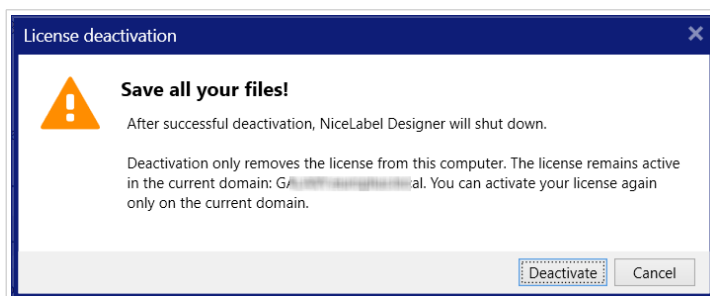 License deactivation
Save all your files!
After successful deactivation, NiceLabel Designer will shut down.
Deactivation only removes the license from this computer. The license remains active
in the current domain: al. You can activate your license again
only on the current domain.
Deactivate Cancel